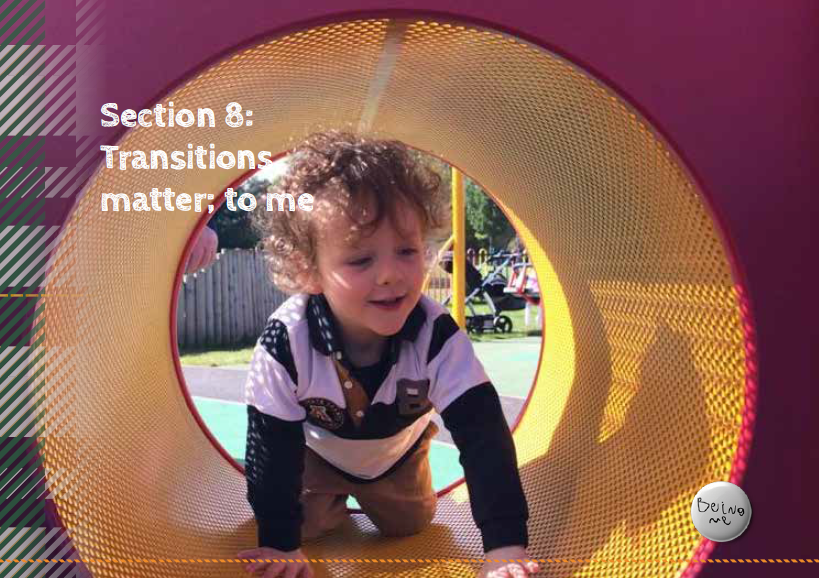 Section 8:
Transitions
matter; to me
Being
me